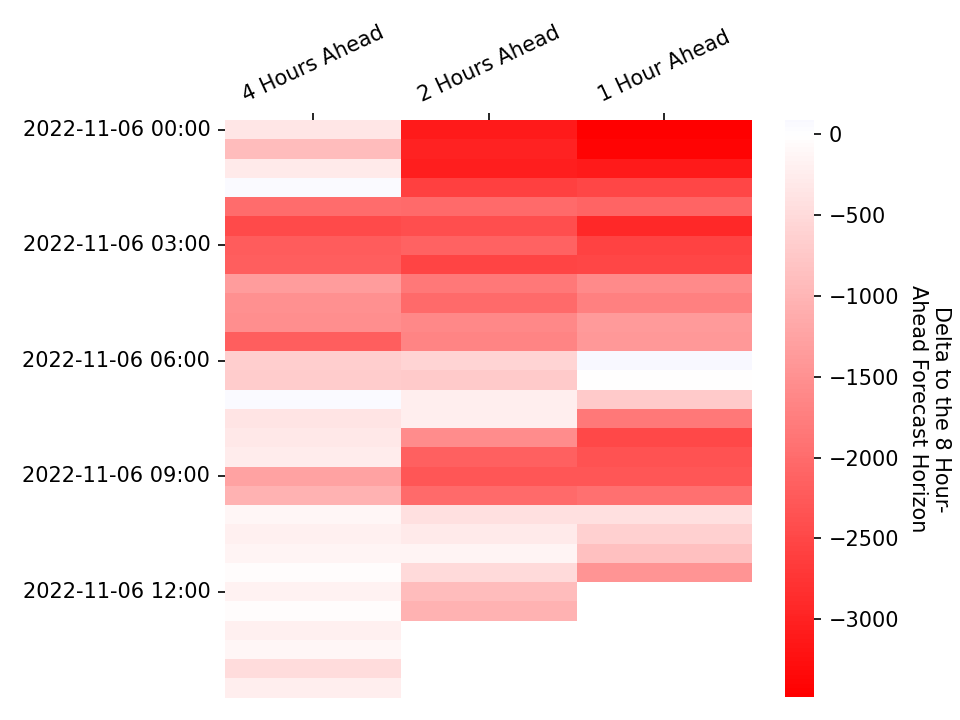 4 Hours Ahead
2 Hours Ahead
1 Hour Ahead
2022-11-06 00:00
2022-11-06 03:00
2022-11-06 06:00
2022-11-06 09:00
2022-11-06 12:00
0
−500
−1000
−1500
−2000
−2500
−3000
Delta to the 8 Hour-
Ahead Forecast Horizon